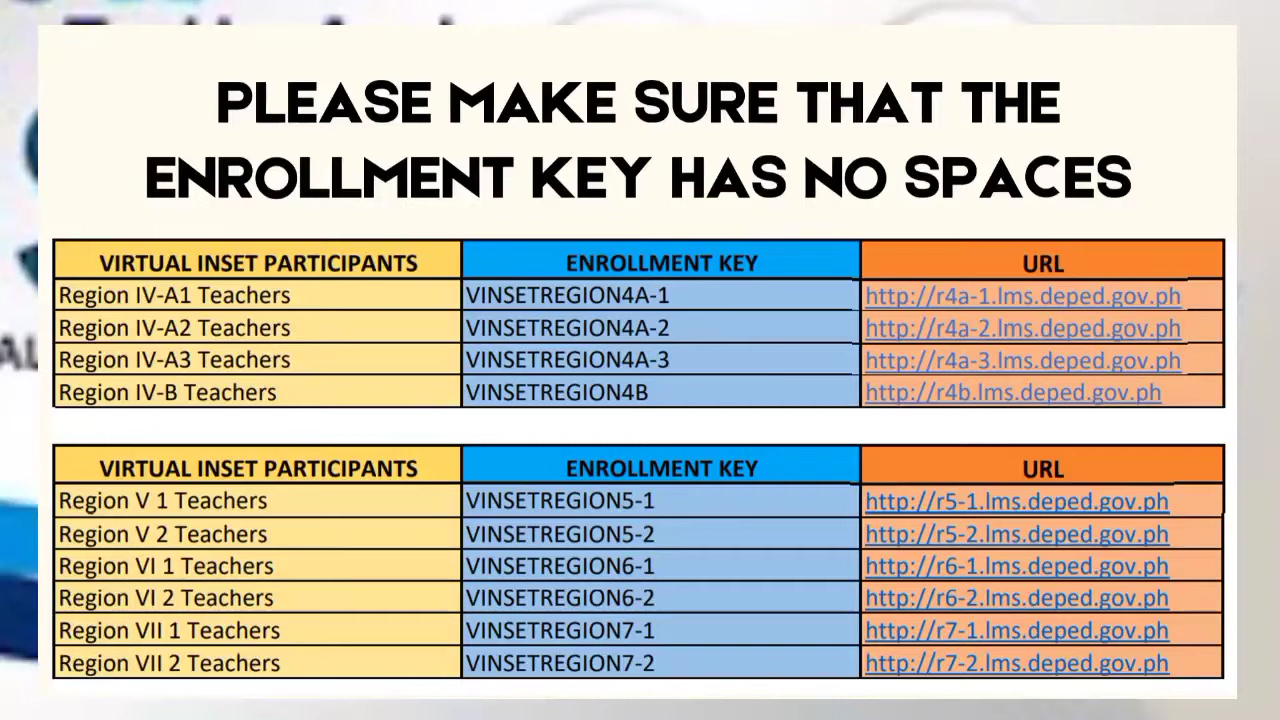 PLEASE MAKE SURE THAT THE
ENROLLMENT KEY HAS NO SPACES
VIRTUAL INSET PARTICIPANTS ENROLLMENT KEY URL
Region IV-A1 Teachers VINSETREGION4A-1 http://r4a-1.lms.deped.gov.ph
Region IV-A2 Teachers VINSETREGION4A-2 http://r4a-2.lms.deped.gov.ph
Region IV-A3 Teachers VINSETREGION4A-3 http://r4a-3.lms.deped.gov.ph
Region IV-B Teachers VINSETREGION4B http://r4b.lms.deped.gov.ph
VIRTUAL INSET PARTICIPANTS ENROLLMENT KEY URL
Region V 1 Teachers VINSETREGION5-1 http://r5-1.lms.deped.gov.ph
Region V 2 Teachers VINSETREGION5-2 http://r5-2.lms.deped.gov.ph
Region VI 1 Teachers VINSETREGION6-1 http://r6-1.lms.deped.gov.ph
Region VI 2 Teachers VINSETREGION6-2 http://r6-2.lms.deped.gov.ph
Region VII 1 Teachers VINSETREGION7-1 http://r7-1.lms.deped.gov.ph
Region VII 2 Teachers VINSETREGION7-2 http://r7-2.lms.deped.gov.ph